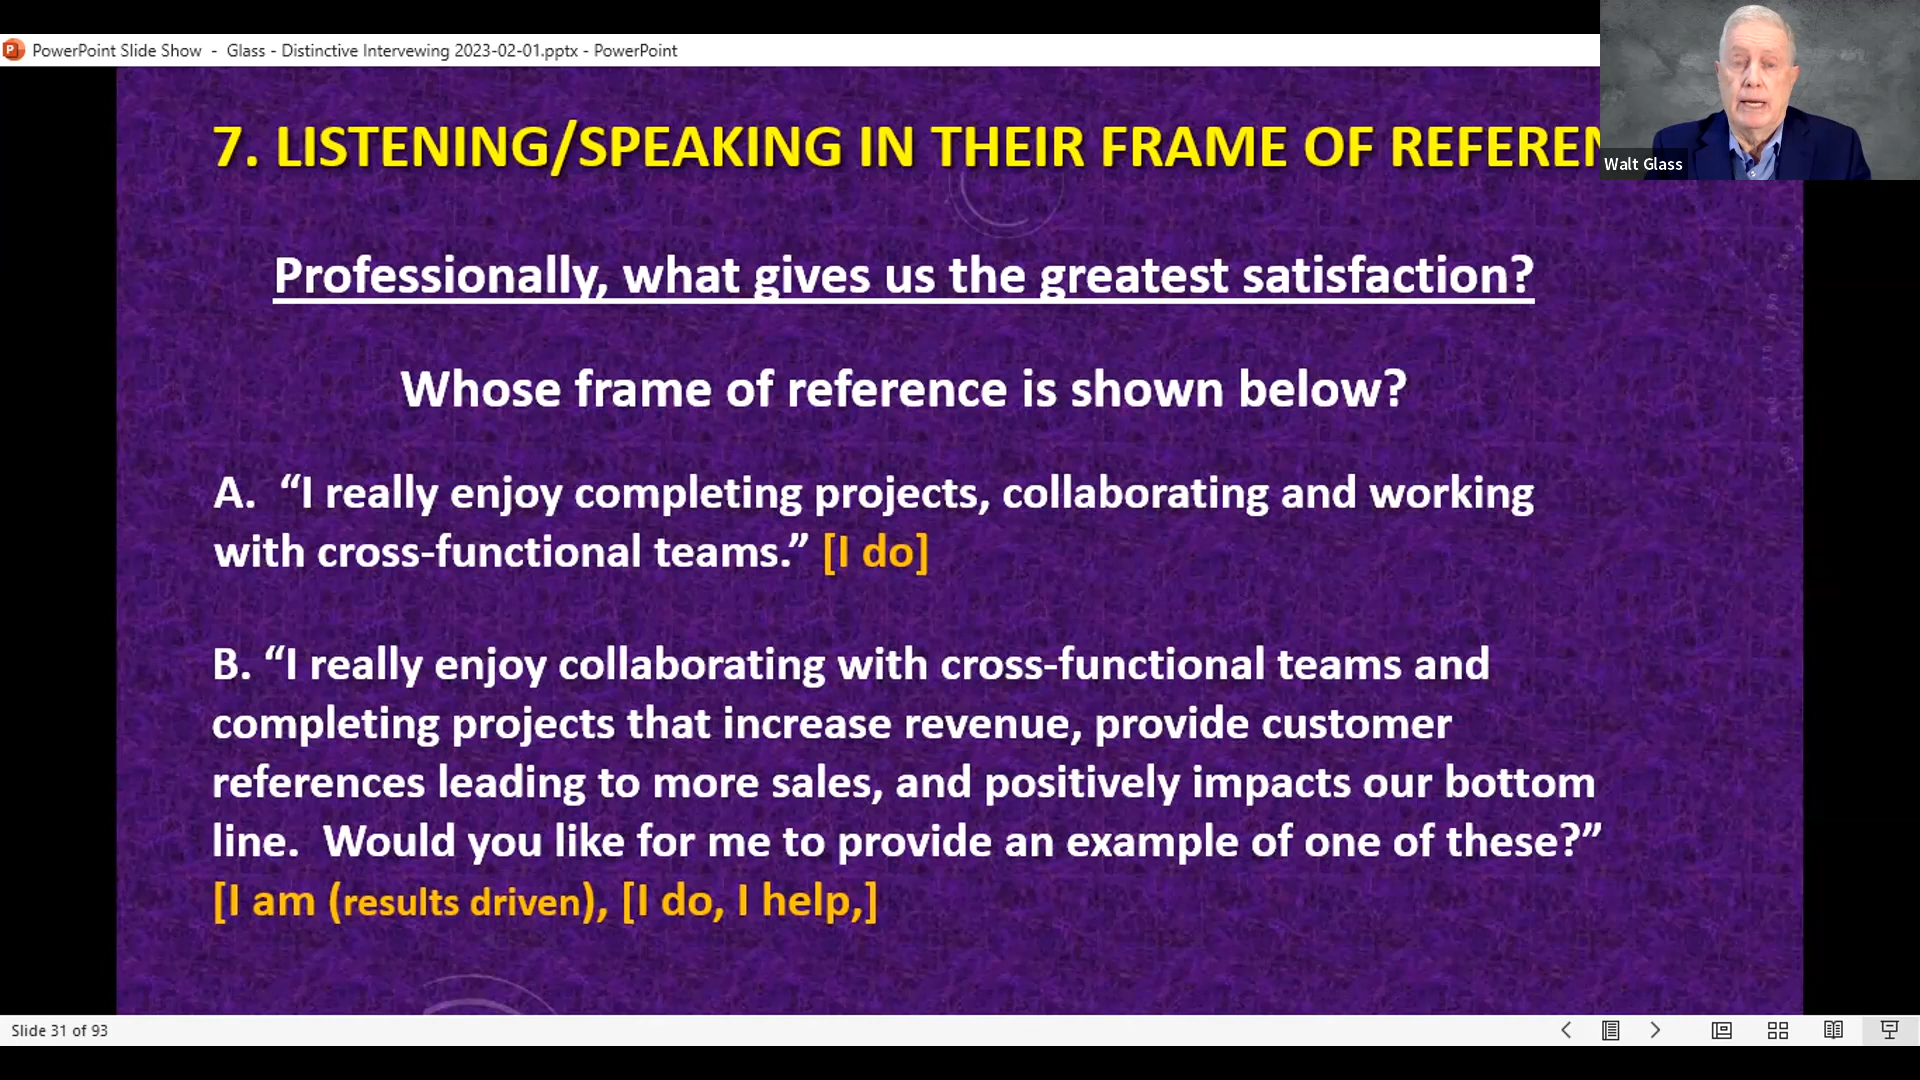 PowerPoint Slide Show - Glass - Distinctive Intervewing 2023-02-01.pptx - PowerPoint
7. LISTENING/SPEAKING IN THEIR FRAME OF REFEREN
Walt Glass
Professionally, what gives us the greatest satisfaction?
Whose frame of reference is shown below?
A. “I really enjoy completing projects, collaborating and working
with cross-functional teams.” [I do]
B. “I really enjoy collaborating with cross-functional teams and
completing projects that increase revenue, provide customer
references leading to more sales, and positively impacts our bottom
line. Would you like for me to provide an example of one of these?”
[I am (results driven), [I do, I help,]
Slide 31 of 93